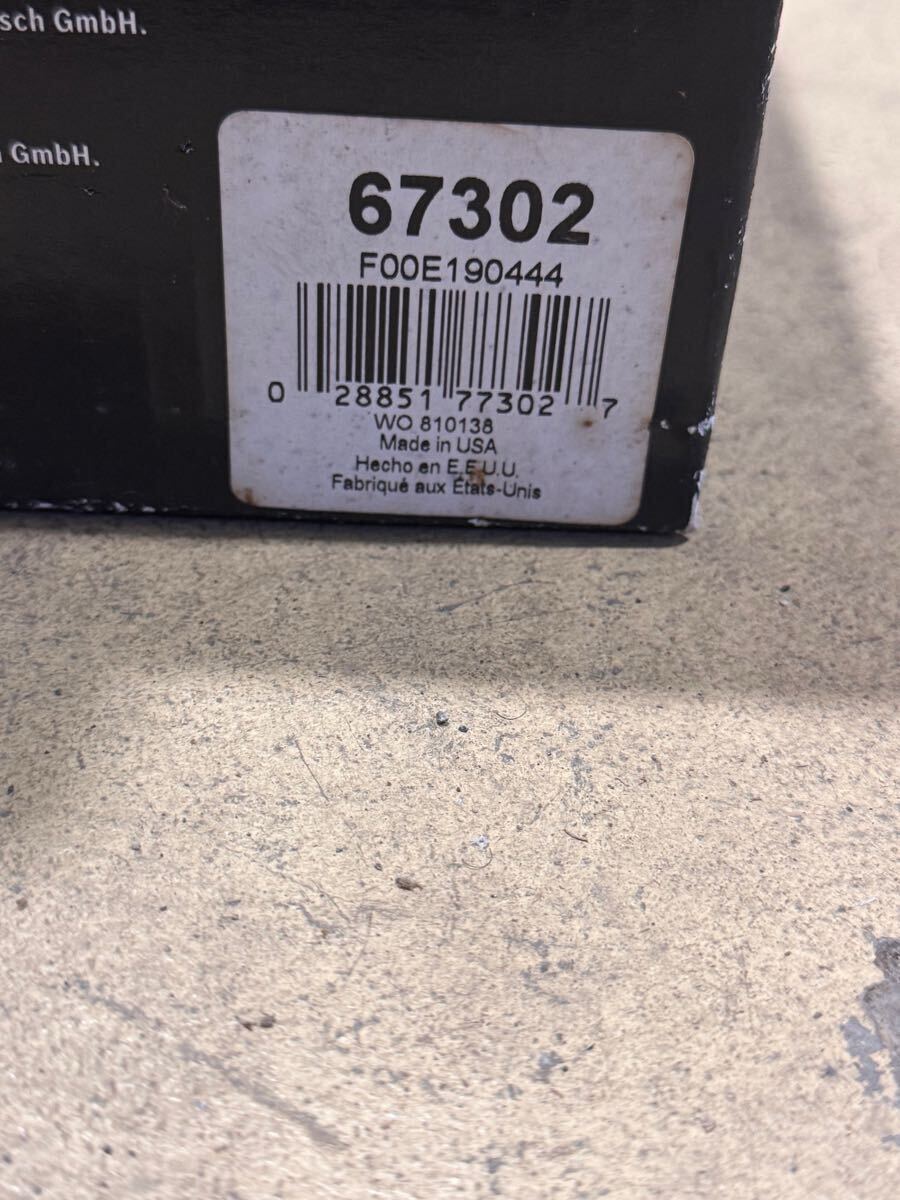 sch GmbH.
GmbH.
67302
F00E190444
0 28851 77302 7
WO 810138
Made in USA
Hecho en E.E.U.U.
Fabriqué aux États-Unis